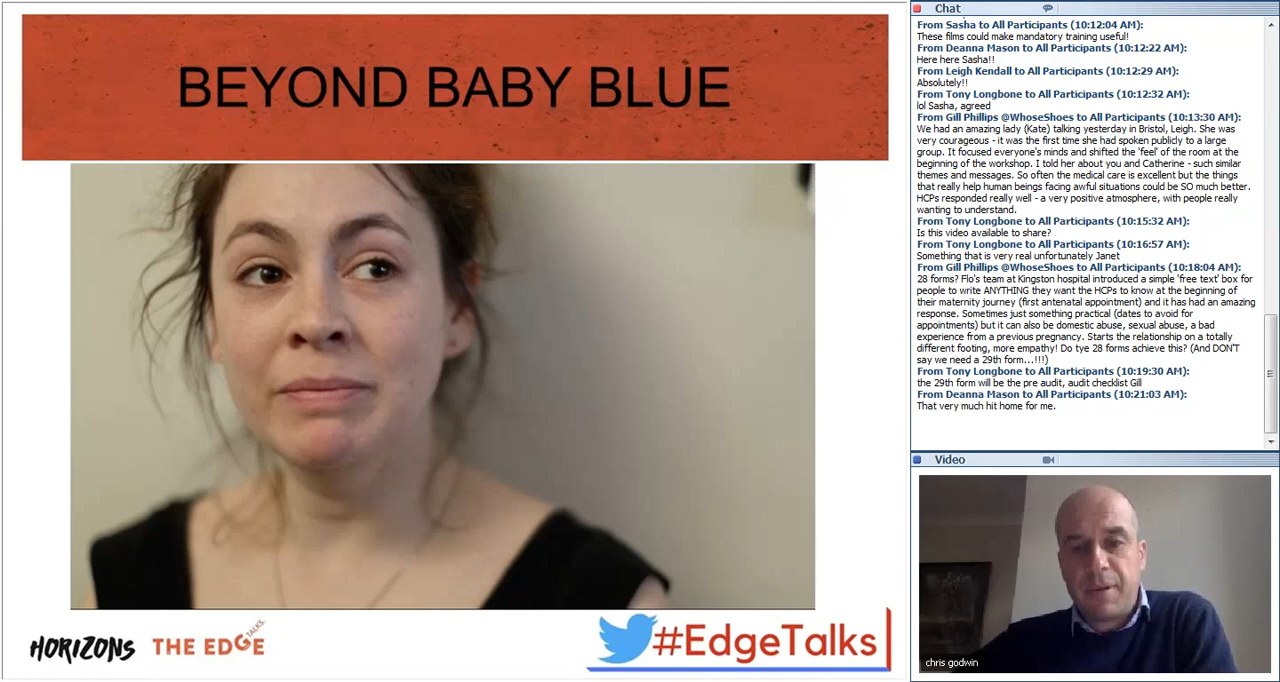 BEYOND BABY BLUE
HORIZONS
THE EDGE
TALKS
#EdgeTalks
Chat
From Sasha to All Participants (10:12:04 AM):
These films could make mandatory training useful!
From Deanna Mason to All Participants (10:12:22 AM):
Here here Sasha!!
From Leigh Kendall to All Participants (10:12:29 AM):
Absolutely!!
From Tony Longbone to All Participants (10:12:32 AM):
lol Sasha, agreed
From Gill Phillips @WhoseShoes to All Participants (10:13:30 AM):
We had an amazing lady (Kate) talking yesterday in Bristol, Leigh. She was
very courageous - it was the first time she had spoken publicly to a large
group. It focused everyone's minds and shifted the 'feel' of the room at the
beginning of the workshop. I told her about you and Catherine - such similar
themes and messages. So often the medical care is excellent but the things
that really help human beings facing awful situations could be SO much better.
HCPs responded really well - a very positive atmosphere, with people really
wanting to understand.
From Tony Longbone to All Participants (10:15:32 AM):
Is this video available to share?
From Tony Longbone to All Participants (10:16:57 AM):
Something that is very real unfortunately Janet
From Gill Phillips @WhoseShoes to All Participants (10:18:04 AM):
28 forms? Flo's team at Kingston hospital introduced a simple 'free text' box for
people to write ANYTHING they want the HCPs to know at the beginning of
their maternity journey (first antenatal appointment) and it has had an amazing
response. Sometimes just something practical (dates to avoid for
appointments) but it can also be domestic abuse, sexual abuse, a bad
experience from a previous pregnancy. Starts the relationship on a totally
different footing, more empathy! Do tye 28 forms achieve this? (And DON'T
say we need a 29th form...!!!)
From Tony Longbone to All Participants (10:19:30 AM):
the 29th form will be the pre audit, audit checklist Gill
From Deanna Mason to All Participants (10:21:03 AM):
That very much hit home for me.
Video
chris godwin